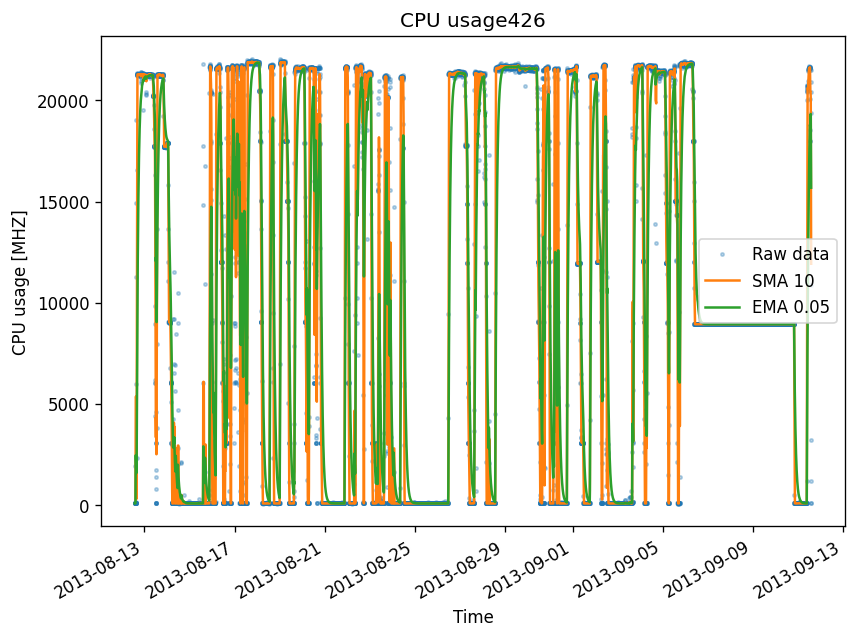 CPU usage426
CPU usage [MHZ]
20000
15000
10000
5000
0
Raw data
SMA 10
EMA 0.05
2013-08-13
2013-08-17
2013-08-21
2013-08-25
2013-08-29
2013-09-01
2013-09-05
2013-09-09
2013-09-13
Time